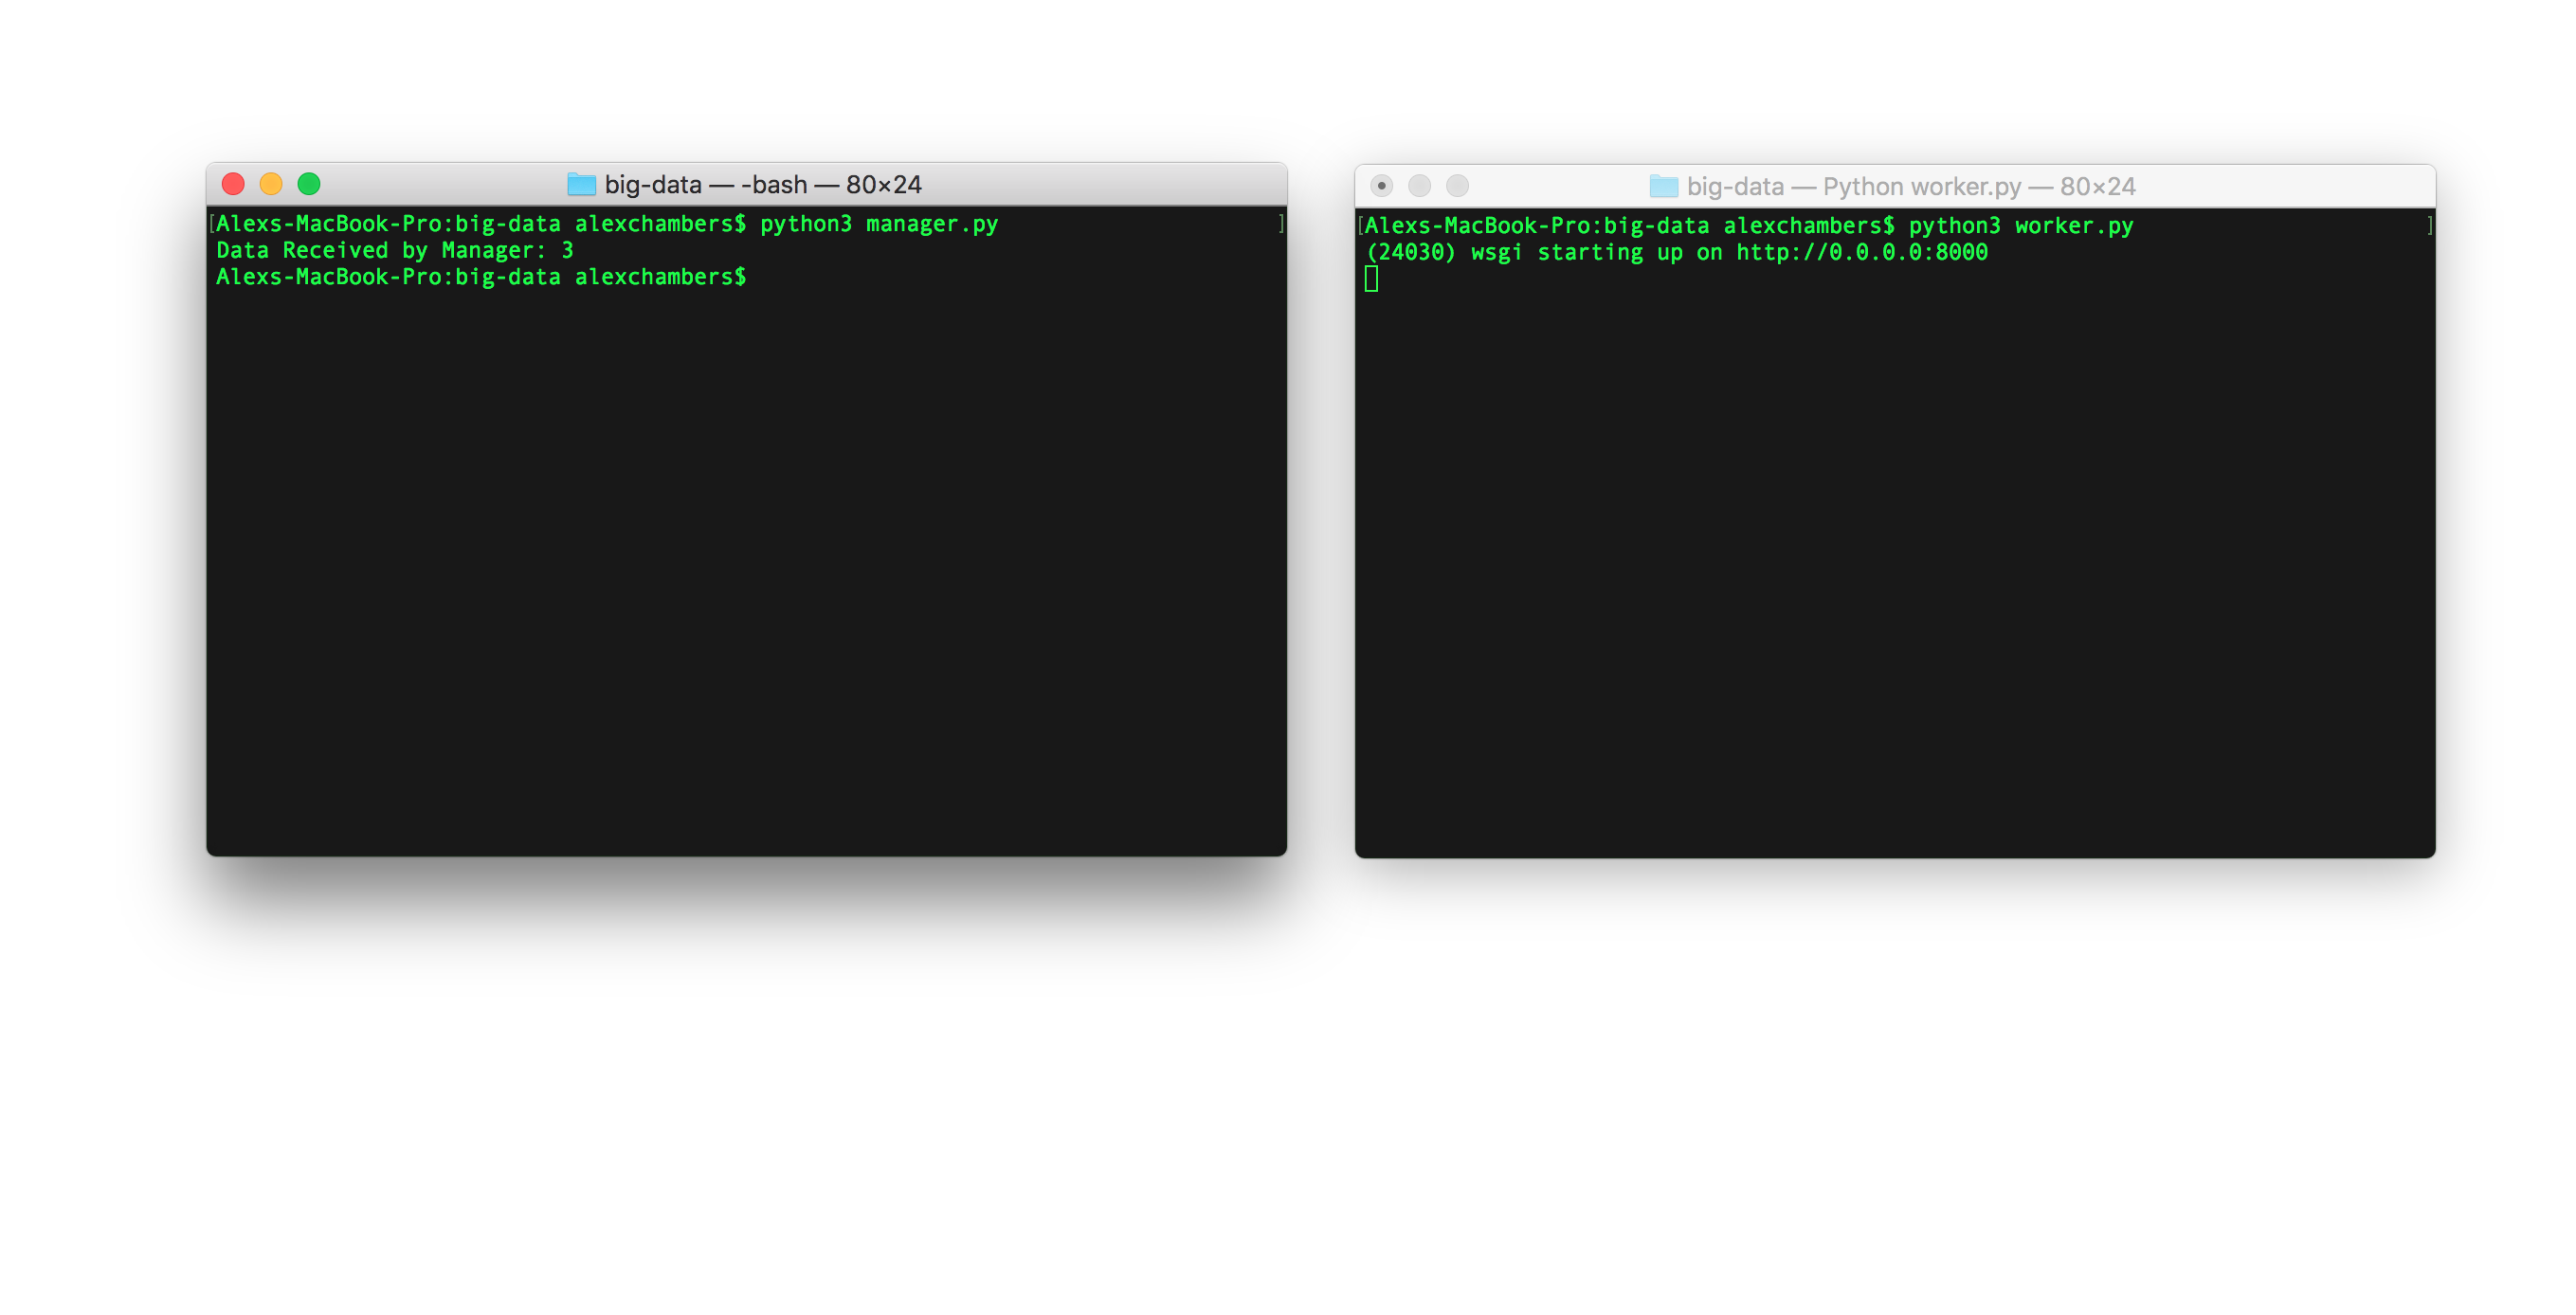 big-data — -bash — 80×24
[Alexs-MacBook-Pro:big-data alexchambers$ python3 manager.py ]
Data Received by Manager: 3
Alexs-MacBook-Pro:big-data alexchambers$
big-data — Python worker.py — 80×24
[Alexs-MacBook-Pro:big-data alexchambers$ python3 worker.py ]
(24030) wsgi starting up on http://0.0.0.0:8000